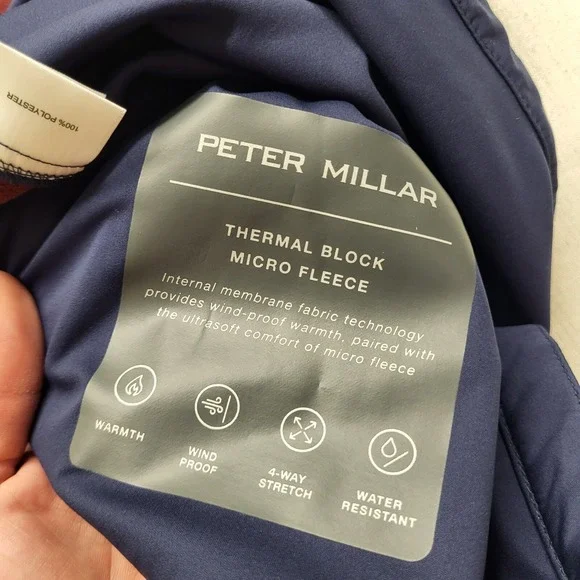 100% POLYESTER
PETER MILLAR
THERMAL BLOCK
MICRO FLEECE
Internal membrane fabric technology
provides wind-proof warmth, paired with
the ultrasoft comfort of micro fleece
WARMTH
WIND
PROOF
4-WAY
STRETCH
WATER
RESISTANT